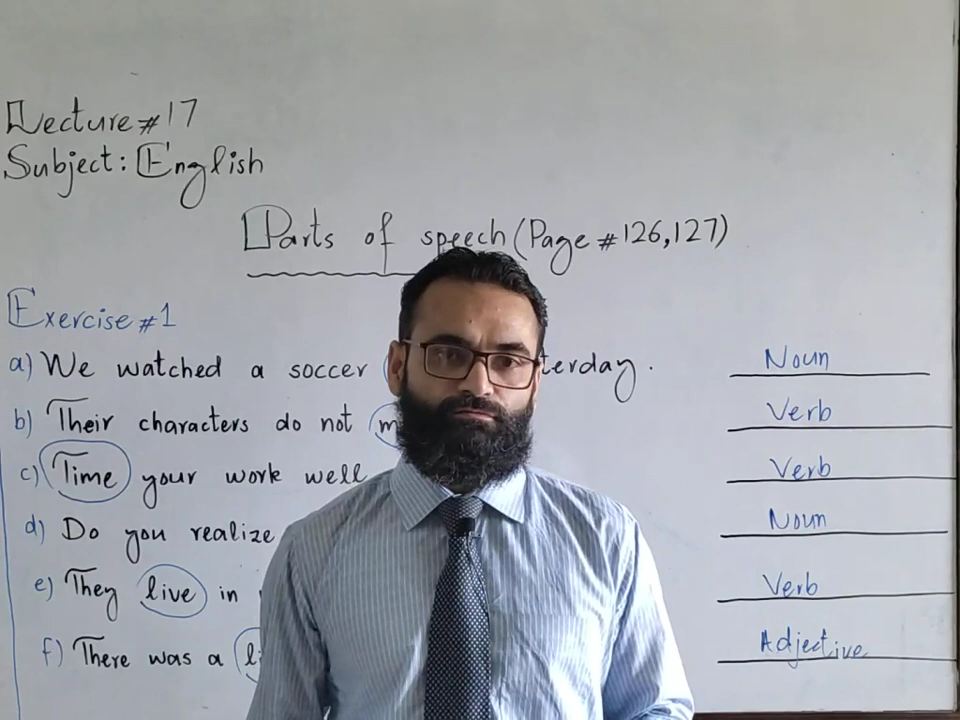 Lecture # 17
Subject: English
Parts of speech (Page # 126, 127)
Exercise #1
a) We watched a soccer terday. Noun
b) Their characters do not m Verb
c) Time your work well Verb
d) Do you realize Noun
e) They live in Verb
f) There was a li Adjective